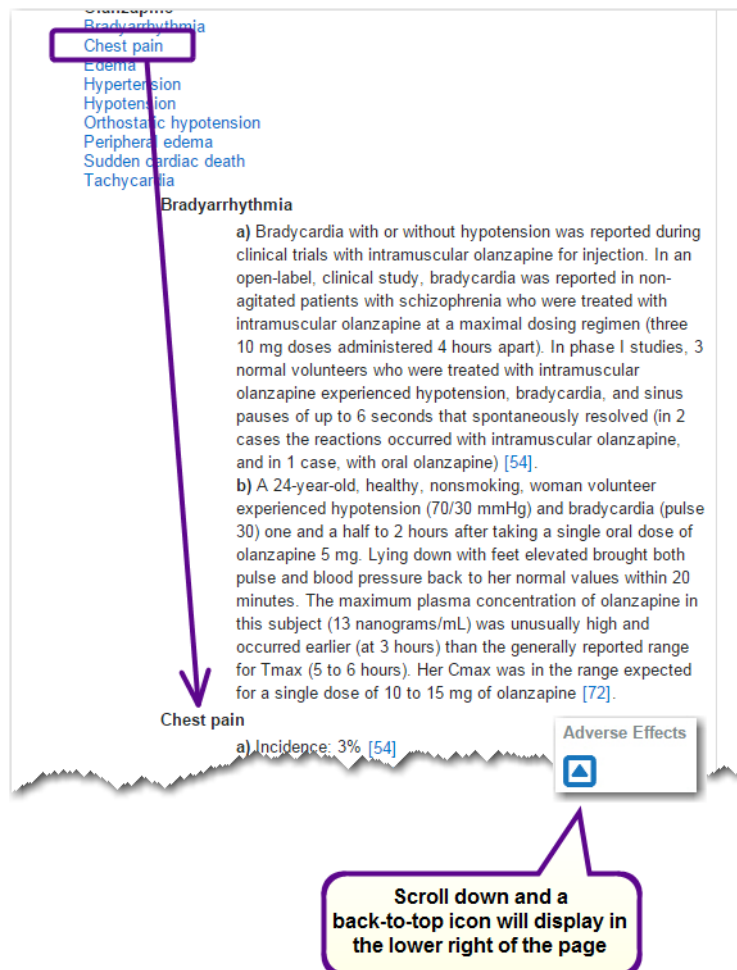 Olanzapine
Bradyarrhythmia
Chest pain
Edema
Hypertension
Hypotension
Orthostatic hypotension
Peripheral edema
Sudden cardiac death
Tachycardia
Bradyarrhythmia
a) Bradycardia with or without hypotension was reported during
clinical trials with intramuscular olanzapine for injection. In an
open-label, clinical study, bradycardia was reported in non-
agitated patients with schizophrenia who were treated with
intramuscular olanzapine at a maximal dosing regimen (three
10 mg doses administered 4 hours apart). In phase I studies, 3
normal volunteers who were treated with intramuscular
olanzapine experienced hypotension, bradycardia, and sinus
pauses of up to 6 seconds that spontaneously resolved (in 2
cases the reactions occurred with intramuscular olanzapine,
and in 1 case, with oral olanzapine) [54].
b) A 24-year-old, healthy, nonsmoking, woman volunteer
experienced hypotension (70/30 mmHg) and bradycardia (pulse
30) one and a half to 2 hours after taking a single oral dose of
olanzapine 5 mg. Lying down with feet elevated brought both
pulse and blood pressure back to her normal values within 20
minutes. The maximum plasma concentration of olanzapine in
this subject (13 nanograms/mL) was unusually high and
occurred earlier (at 3 hours) than the generally reported range
for Tmax (5 to 6 hours). Her Cmax was in the range expected
for a single dose of 10 to 15 mg of olanzapine [72].
Chest pain
a) Incidence: 3% [54]
Adverse Effects
Scroll down and a
back-to-top icon will display in
the lower right of the page